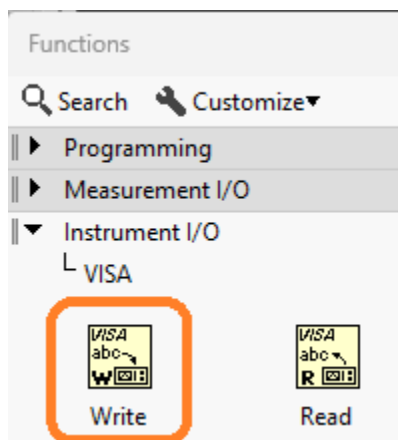 Functions
Search Customize
Programming
Measurement I/O
Instrument I/O
VISA
VISA VISA
abc abc
W R
Write Read